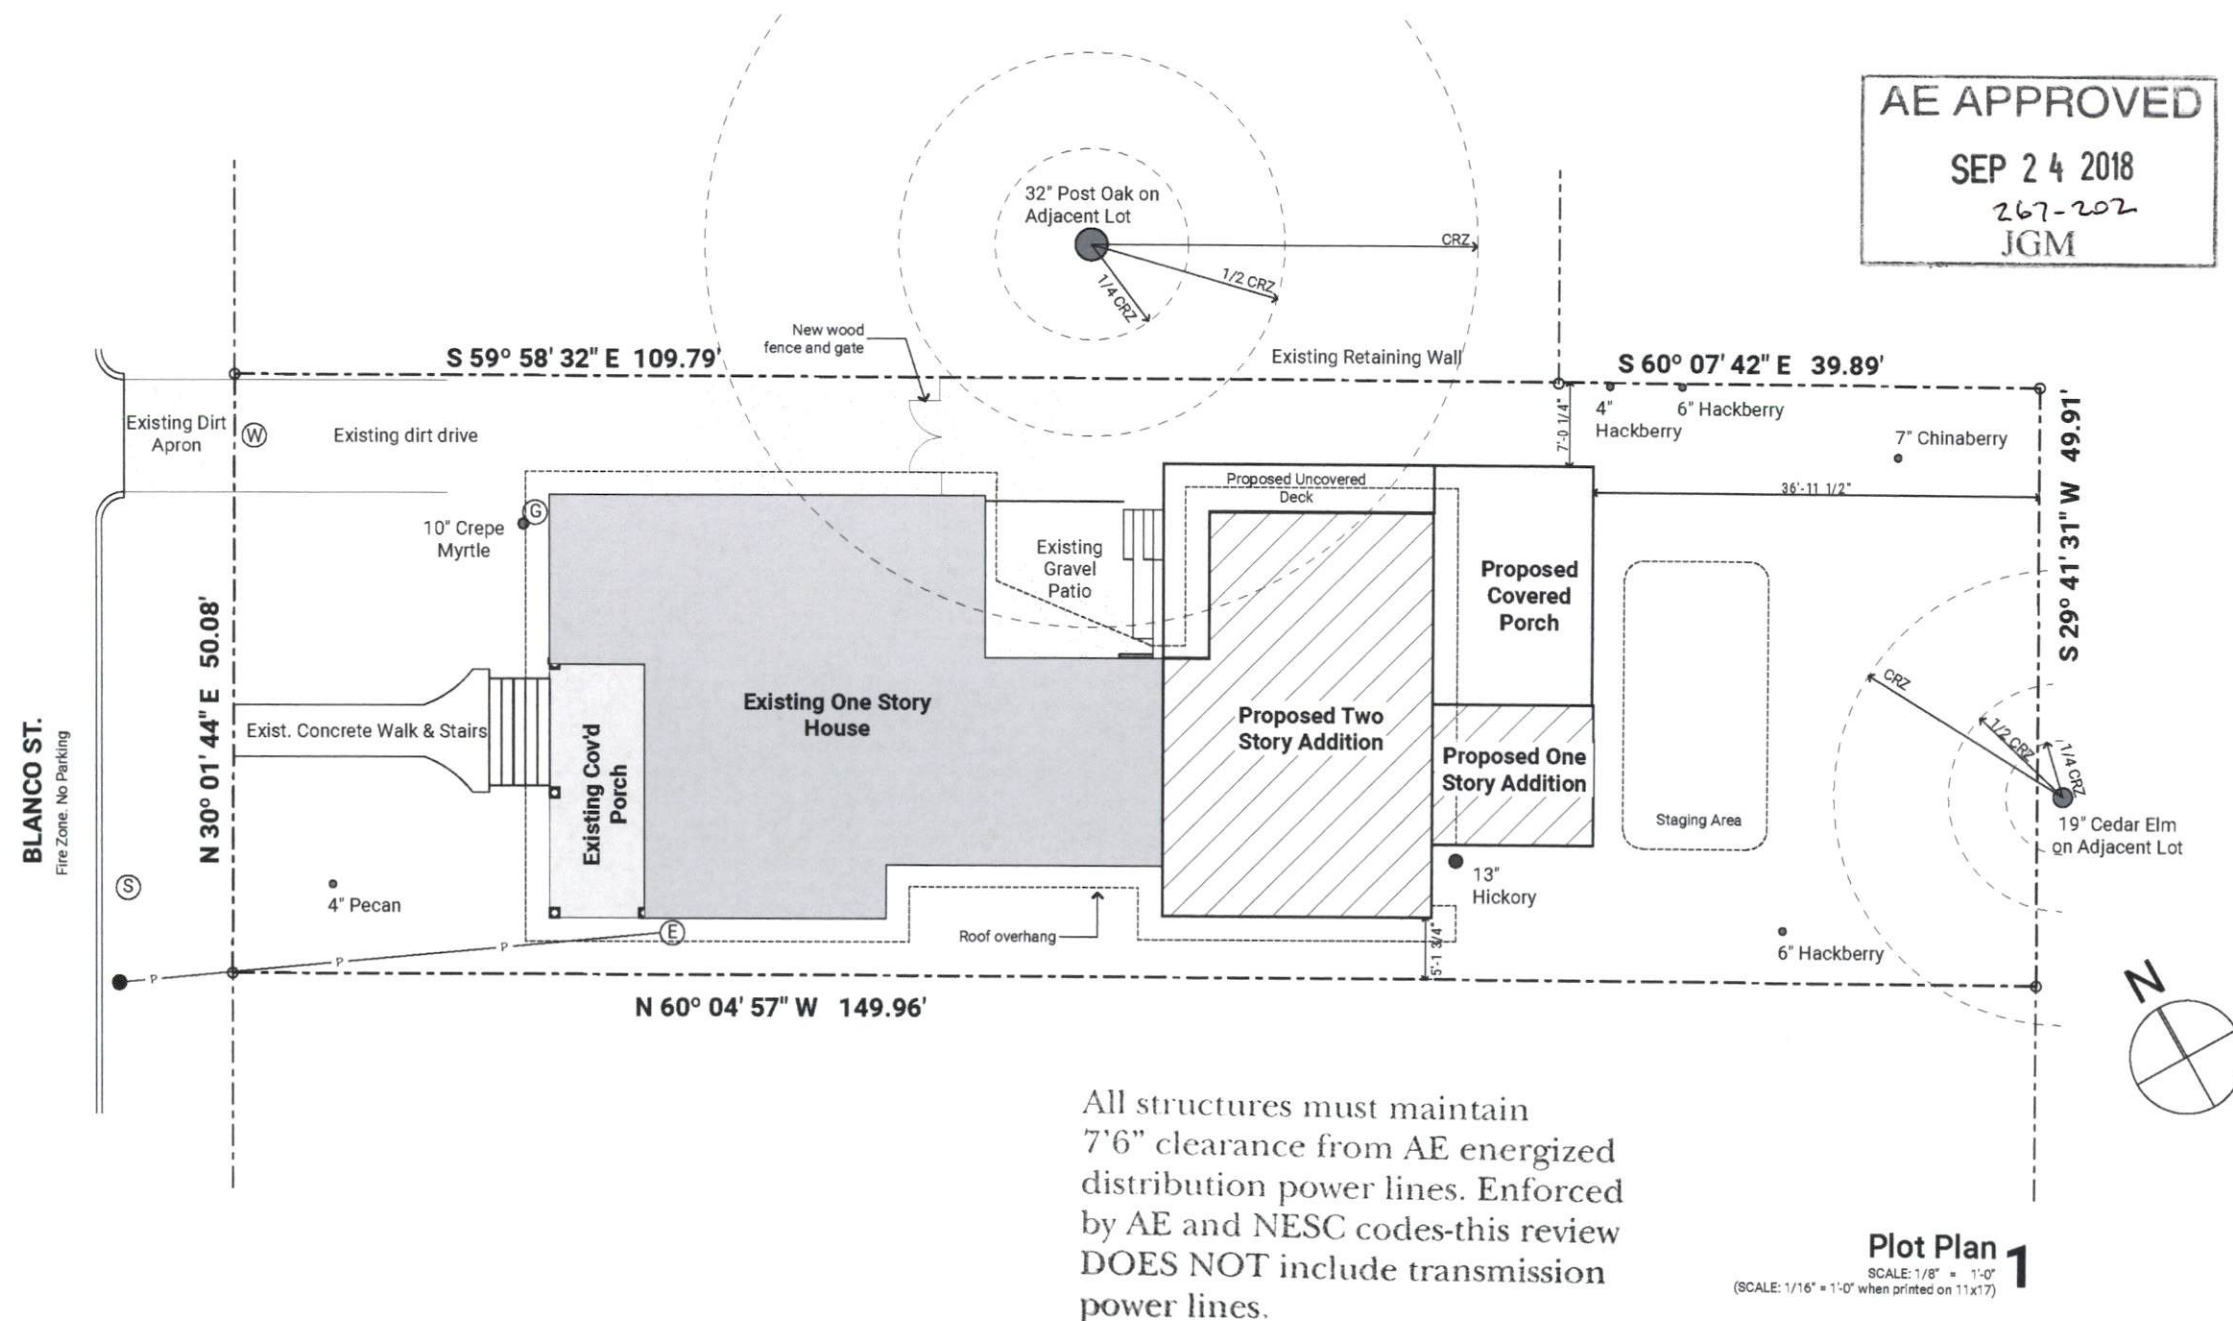 AE APPROVED
SEP 24 2018
267-202
JGM
32" Post Oak on
Adjacent Lot
CRZ
1/2 CRZ
1/4 CRZ
New wood
fence and gate
S 59º 58' 32" E 109.79'
Existing Retaining Wall
S 60º 07' 42" E 39.89'
Existing Dirt
Apron
W
Existing dirt drive
7'-0 1/4"
4"
Hackberry
6" Hackberry
7" Chinaberry
S 29º 41' 31" W 49.91'
G
10" Crepe
Myrtle
Proposed Uncovered
Deck
36'-11 1/2"
Existing
Gravel
Patio
Proposed
Covered
Porch
N 30º 01' 44" E 50.08'
BLANCO ST.
Fire Zone. No Parking
Exist. Concrete Walk & Stairs
Existing Cov'd
Porch
Existing One Story
House
Proposed Two
Story Addition
Proposed One
Story Addition
Staging Area
CRZ
1/2 CRZ
1/4 CRZ
19" Cedar Elm
on Adjacent Lot
S
4" Pecan
13"
Hickory
E
Roof overhang
5'-1 3/4"
6" Hackberry
P
P
P
N 60º 04' 57" W 149.96'
N
All structures must maintain
7'6" clearance from AE energized
distribution power lines. Enforced
by AE and NESC codes-this review
DOES NOT include transmission
power lines.
Plot Plan 1
SCALE: 1/8" = 1'-0"
(SCALE: 1/16" = 1'-0" when printed on 11x17)